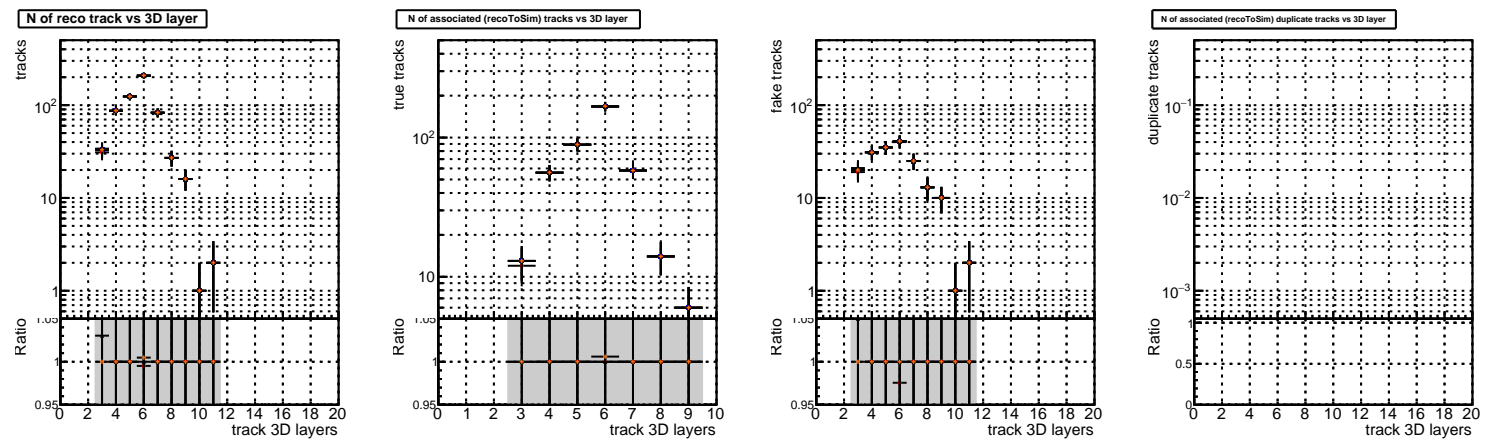 N of reco track vs 3D layer
tracks
10²
10
1
Ratio
1.05
1
0.95
0 2 4 6 8 10 12 14 16 18 20
track 3D layers
N of associated (recoToSim) tracks vs 3D layer
true tracks
10²
10
Ratio
1.05
1
0.95
0 1 2 3 4 5 6 7 8 9 10
track 3D layers
fake tracks
10²
10
1
Ratio
1.05
1
0.95
0 2 4 6 8 10 12 14 16 18 20
track 3D layers
N of associated (recoToSim) duplicate tracks vs 3D layer
duplicate tracks
10⁻¹
10⁻²
10⁻³
Ratio
1
0.5
0
0 2 4 6 8 10 12 14 16 18 20
track 3D layers